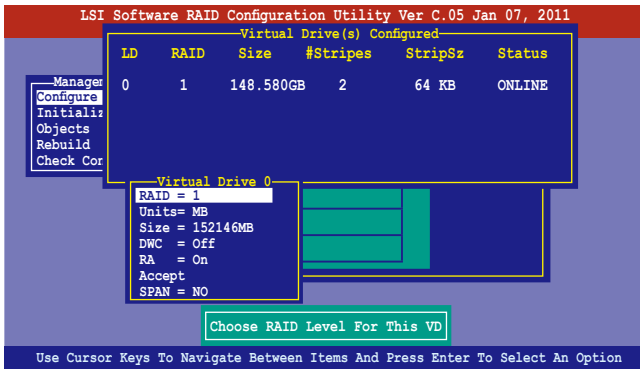 LSI Software RAID Configuration Utility Ver C.05 Jan 07, 2011
Virtual Drive(s) Configured
LD RAID Size #Stripes StripSz Status
0 1 148.580GB 2 64 KB ONLINE
Managem
Configure
Initializ
Objects
Rebuild
Check Con
Virtual Drive 0
RAID = 1
Units= MB
Size = 152146MB
DWC = Off
RA = On
Accept
SPAN = NO
Choose RAID Level For This VD
Use Cursor Keys To Navigate Between Items And Press Enter To Select An Option